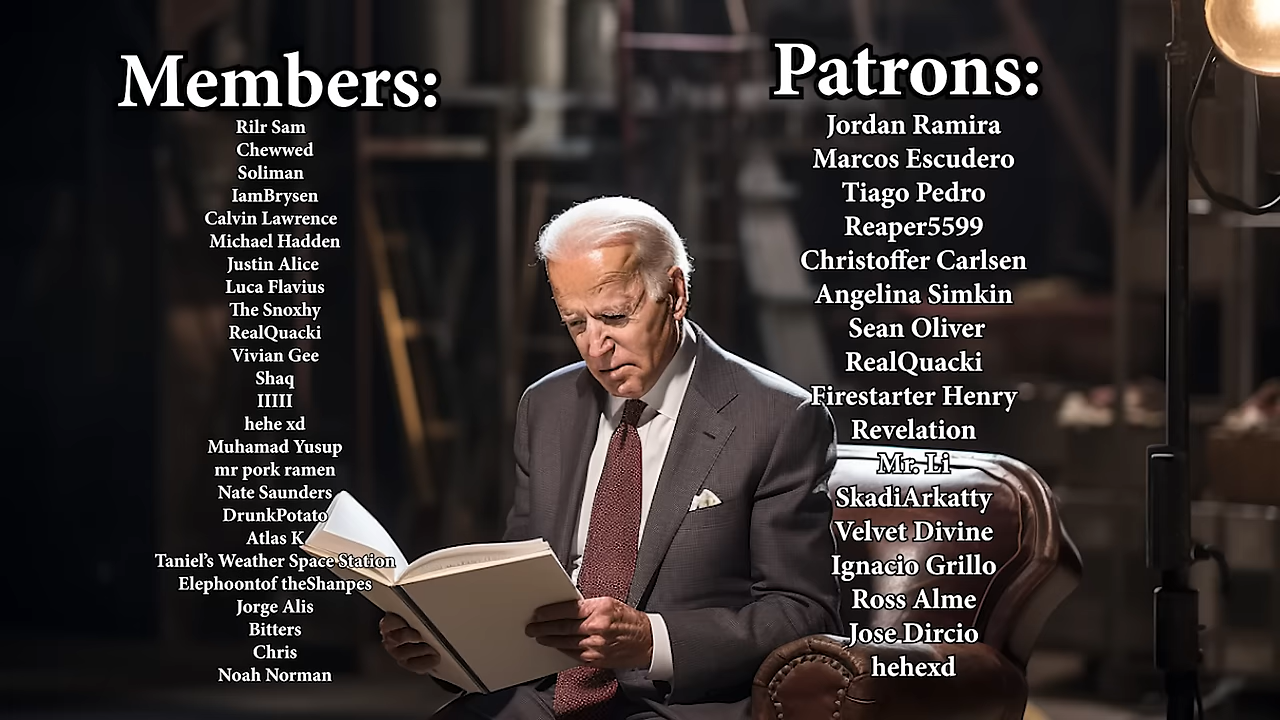 Members:
Rilr Sam
Chewwed
Soliman
IamBrysen
Calvin Lawrence
Michael Hadden
Justin Alice
Luca Flavius
The Snoxhy
RealQuacki
Vivian Gee
Shaq
IIIII
hehe xd
Muhamad Yusup
mr pork ramen
Nate Saunders
DrunkPotato
Atlas K
Taniel's Weather Space Station
Elephoontof theShanpes
Jorge Alis
Bitters
Chris
Noah Norman
Patrons:
Jordan Ramira
Marcos Escudero
Tiago Pedro
Reaper5599
Christoffer Carlsen
Angelina Simkin
Sean Oliver
RealQuacki
Firestarter Henry
Revelation
Mr. Li
SkadiArkatty
Velvet Divine
Ignacio Grillo
Ross Alme
Jose Dircio
hehexd